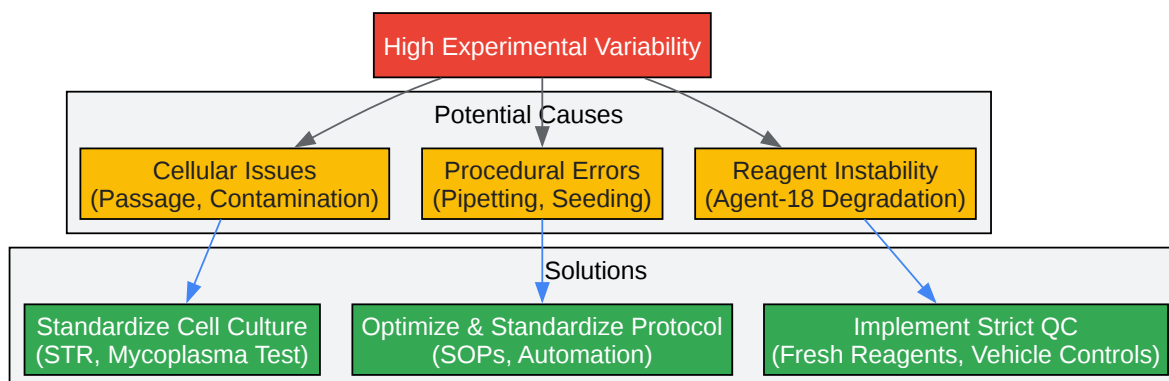 High Experimental Variability
Potential Causes
Cellular Issues
(Passage, Contamination)
Procedural Errors
(Pipetting, Seeding)
Reagent Instability
(Agent-18 Degradation)
Solutions
Standardize Cell Culture
(STR, Mycoplasma Test)
Optimize & Standardize Protocol
(SOPs, Automation)
Implement Strict QC
(Fresh Reagents, Vehicle Controls)